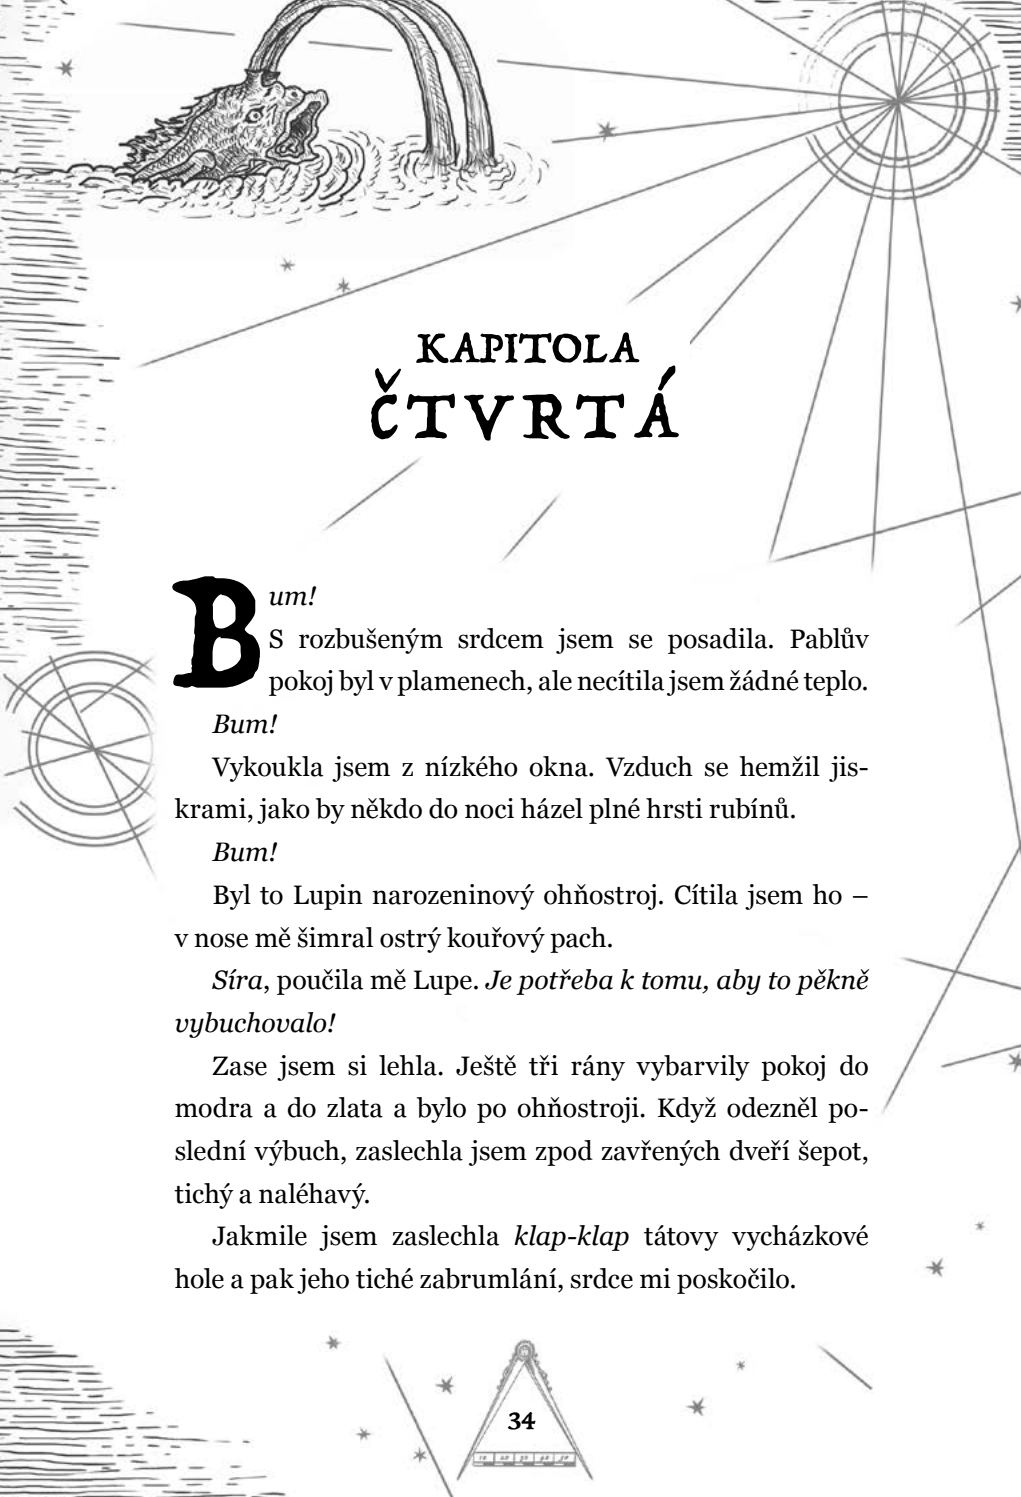 KAPITOLA
ČTVRTÁ
Bum!
S rozbušeným srdcem jsem se posadila. Pablův
pokoj byl v plamenech, ale necítila jsem žádné teplo.
Bum!
Vykoukla jsem z nízkého okna. Vzduch se hemžil jis-
krami, jako by někdo do noci házel plné hrsti rubínů.
Bum!
Byl to Lupin narozeninový ohňostroj. Cítila jsem ho –
v nose mě šimral ostrý kouřový pach.
Síra, poučila mě Lupe. Je potřeba k tomu, aby to pěkně
vybuchovalo!
Zase jsem si lehla. Ještě tři rány vybarvily pokoj do
modra a do zlata a bylo po ohňostroji. Když odezněl po-
slední výbuch, zaslechla jsem zpod zavřených dveří šepot,
tichý a naléhavý.
Jakmile jsem zaslechla klap-klap tátovy vycházkové
hole a pak jeho tiché zabrumlání, srdce mi poskočilo.
34